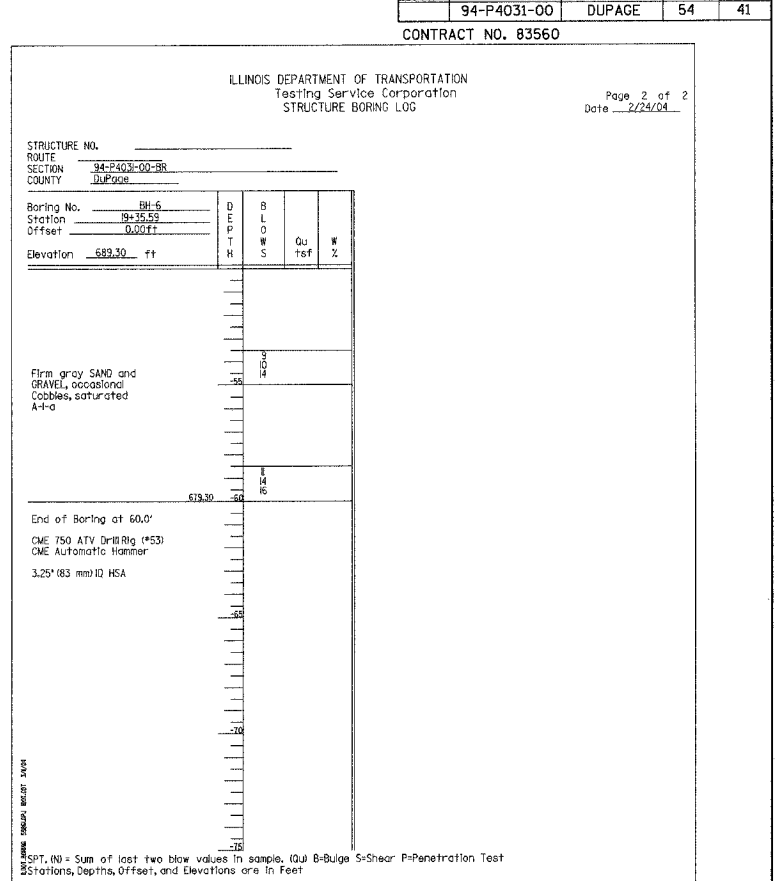 94-P4031-00 DUPAGE 54 41
CONTRACT NO. 83560
ILLINOIS DEPARTMENT OF TRANSPORTATION
Testing Service Corporation
STRUCTURE BORING LOG
Page 2 of 2
Date 2/24/04
STRUCTURE NO.
ROUTE
SECTION 94-P4031-00-BR
COUNTY DuPage
Boring No. BH-6
Station 19+35.59
Offset 0.00ft
Elevation 689.30 ft
DEPTH
BLOWS
Qu tsf
W %
9
10
14
Firm gray SAND and
GRAVEL, occasional
Cobbles, saturated
A-1-a
-55
11
14
16
679.30 -60
End of Boring at 60.0'
CME 750 ATV Drill Rig (#53)
CME Automatic Hammer
3.25" (83 mm) ID HSA
-65
-70
-75
SPT. (N) = Sum of last two blow values in sample. (Qu) B=Bulge S=Shear P=Penetration Test
Stations, Depths, Offset, and Elevations are in Feet